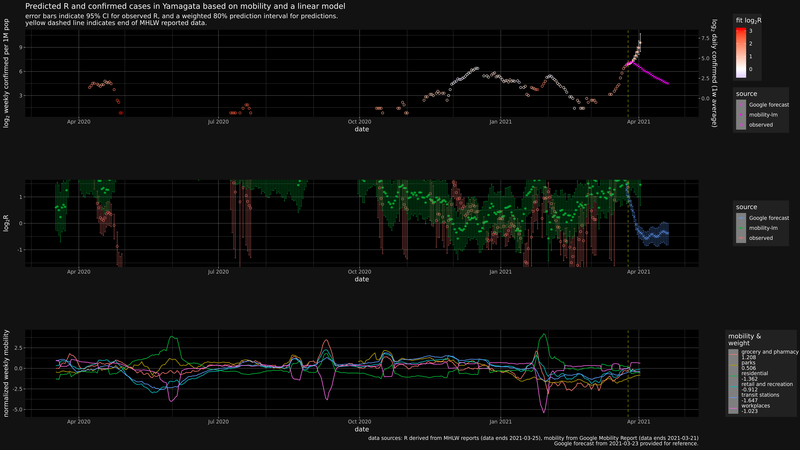 Predicted R and confirmed cases in Yamagata based on mobility and a linear model
error bars indicate 95% CI for observed R, and a weighted 80% prediction interval for predictions.
yellow dashed line indicates end of MHLW reported data.
log₂ weekly confirmed per 1M pop
9
6
3
7.5
5.0
2.5
0.0
log₂ daily confirmed (1w average)
Apr 2020
Jul 2020
Oct 2020
Jan 2021
Apr 2021
date
fit log₂R
3
2
1
0
source
Google forecast
mobility-lm
observed
log₂R
1
0
-1
Apr 2020
Jul 2020
Oct 2020
Jan 2021
Apr 2021
date
source
Google forecast
mobility-lm
observed
normalized weekly mobility
2.5
0.0
-2.5
-5.0
Apr 2020
Jul 2020
Oct 2020
Jan 2021
Apr 2021
date
mobility &
weight
grocery and pharmacy
1.208
parks
0.506
residential
-1.362
retail and recreation
-0.912
transit stations
-1.647
workplaces
-1.023
data sources: R derived from MHLW reports (data ends 2021-03-25), mobility from Google Mobility Report (data ends 2021-03-21)
Google forecast from 2021-03-23 provided for reference.